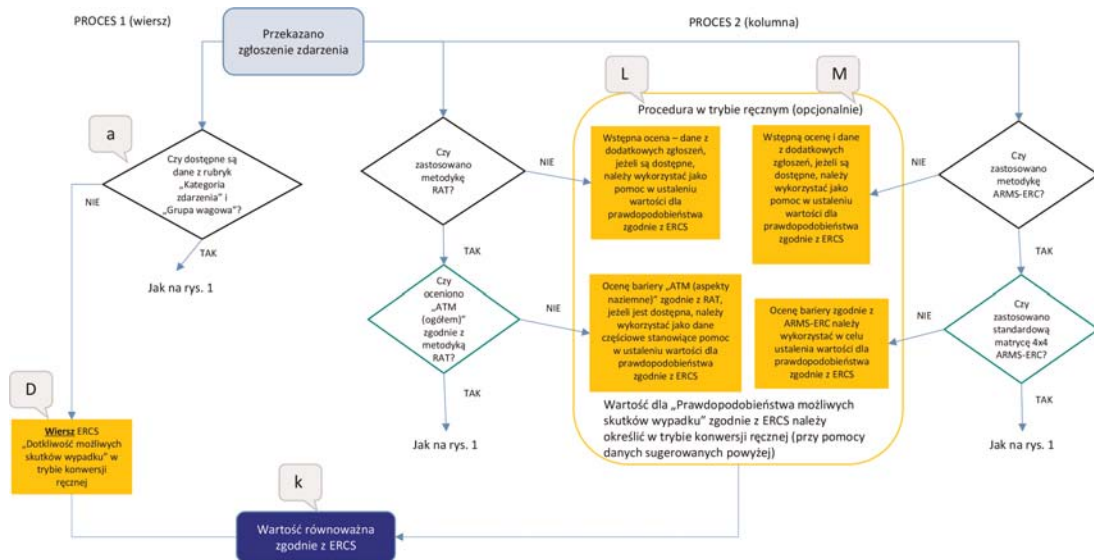 PROCES 1 (wiersz)
Przekazano
zgłoszenie zdarzenia
PROCES 2 (kolumna)
a
Czy dostępne są
dane z rubryk
„Kategoria
zdarzenia” i
„Grupa wagowa”?
NIE
TAK
Jak na rys. 1
D
Wiersz ERCS
„Dotkliwość możliwych
skutków wypadku” w
trybie konwersji
ręcznej
Czy
zastosowano
metodykę
RAT?
NIE
TAK
Czy
oceniono
„ATM
(ogółem)”
zgodnie z
metodyką
RAT?
NIE
TAK
Jak na rys. 1
L
M
Procedura w trybie ręcznym (opcjonalnie)
Wstępna ocena – dane z
dodatkowych zgłoszeń,
jeżeli są dostępne,
należy wykorzystać jako
pomoc w ustaleniu
wartości dla
prawdopodobieństwa
zgodnie z ERCS
Wstępną ocenę i dane
z dodatkowych
zgłoszeń, jeżeli są
dostępne, należy
wykorzystać jako
pomoc w ustaleniu
wartości dla
prawdopodobieństwa
zgodnie z ERCS
Ocenę bariery „ATM (aspekty
naziemne)” zgodnie z RAT,
jeżeli jest dostępna, należy
wykorzystać jako dane
częściowe stanowiące pomoc
w ustaleniu wartości dla
prawdopodobieństwa
zgodnie z ERCS
Ocenę bariery zgodnie z
ARMS-ERC należy
wykorzystać w celu
ustalenia wartości dla
prawdopodobieństwa
zgodnie z ERCS
Wartość dla „Prawdopodobieństwa możliwych
skutków wypadku” zgodnie z ERCS należy
określić w trybie konwersji ręcznej (przy pomocy
danych sugerowanych powyżej)
Czy
zastosowano
metodykę
ARMS-ERC?
NIE
TAK
Czy
zastosowano
standardową
matrycę 4x4
ARMS-ERC?
NIE
TAK
Jak na rys. 1
k
Wartość równoważna
zgodnie z ERCS